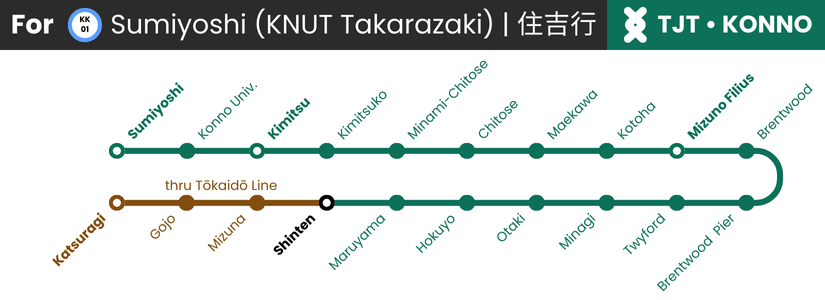 For KK 01 Sumiyoshi (KNUT Takarazaki) | 住吉行 TJT • KONNO
Sumiyoshi
Konno Univ.
Kimitsu
Kimitsuko
Minami-Chitose
Chitose
Maekawa
Kotoha
Mizuno Filius
Brentwood
thru Tōkaidō Line
Katsuragi
Gojo
Mizuna
Shinten
Maruyama
Hokuyo
Otaki
Minagi
Twyford
Brentwood Pier